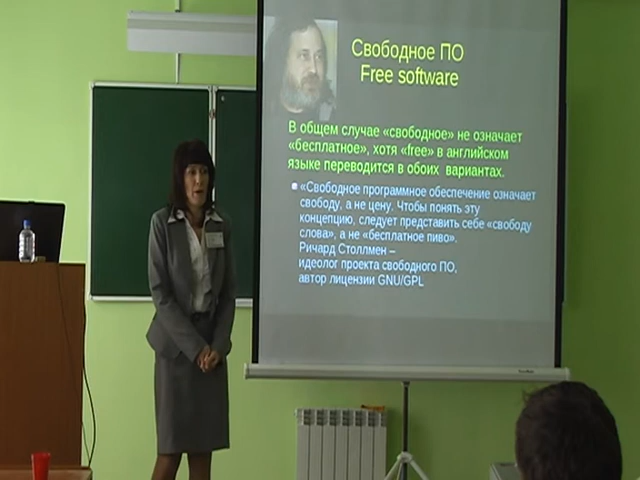 Свободное ПО
Free software
В общем случае «свободное» не означает
«бесплатное», хотя «free» в английском
языке переводится в обоих вариантах.
«Свободное программное обеспечение означает
свободу, а не цену. Чтобы понять эту
концепцию, следует представить себе «свободу
слова», а не «бесплатное пиво».
Ричард Столлмен –
идеолог проекта свободного ПО,
автор лицензии GNU/GPL